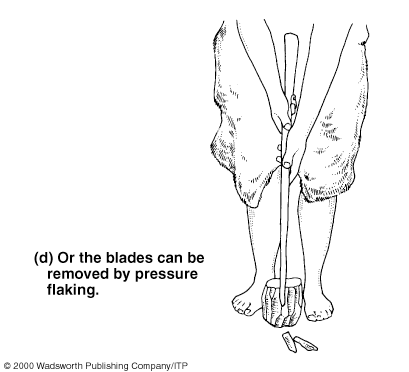 (d) Or the blades can be
removed by pressure
flaking.
© 2000 Wadsworth Publishing Company/ITP